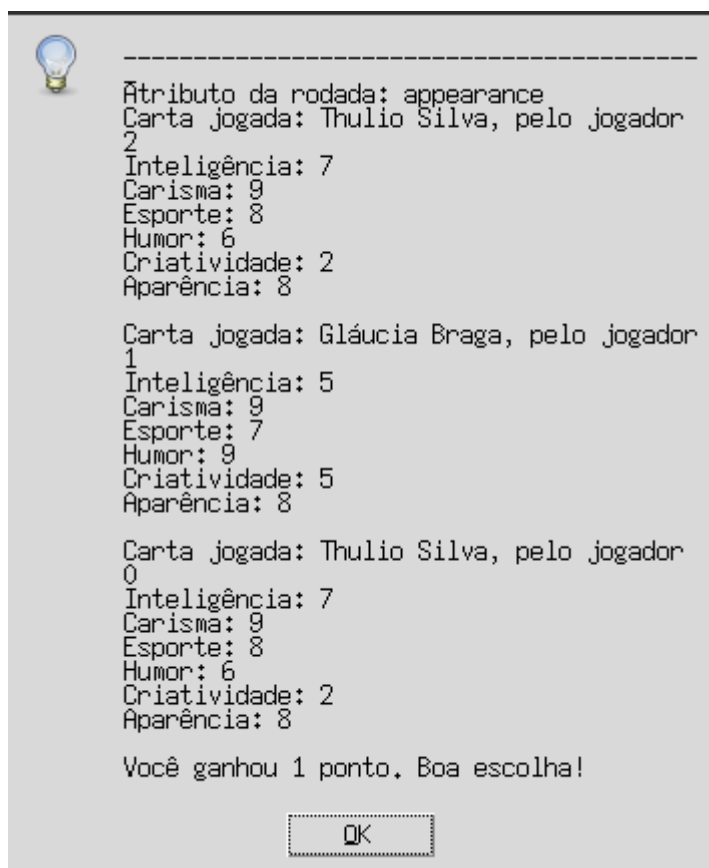 -----------------------------------------
-
Atributo da rodada: appearance
Carta jogada: Thulio Silva, pelo jogador
2
Inteligência: 7
Carisma: 9
Esporte: 8
Humor: 6
Criatividade: 2
Aparência: 8

Carta jogada: Gláucia Braga, pelo jogador
1
Inteligência: 5
Carisma: 9
Esporte: 7
Humor: 9
Criatividade: 5
Aparência: 8

Carta jogada: Thulio Silva, pelo jogador
0
Inteligência: 7
Carisma: 9
Esporte: 8
Humor: 6
Criatividade: 2
Aparência: 8

Você ganhou 1 ponto. Boa escolha!
OK